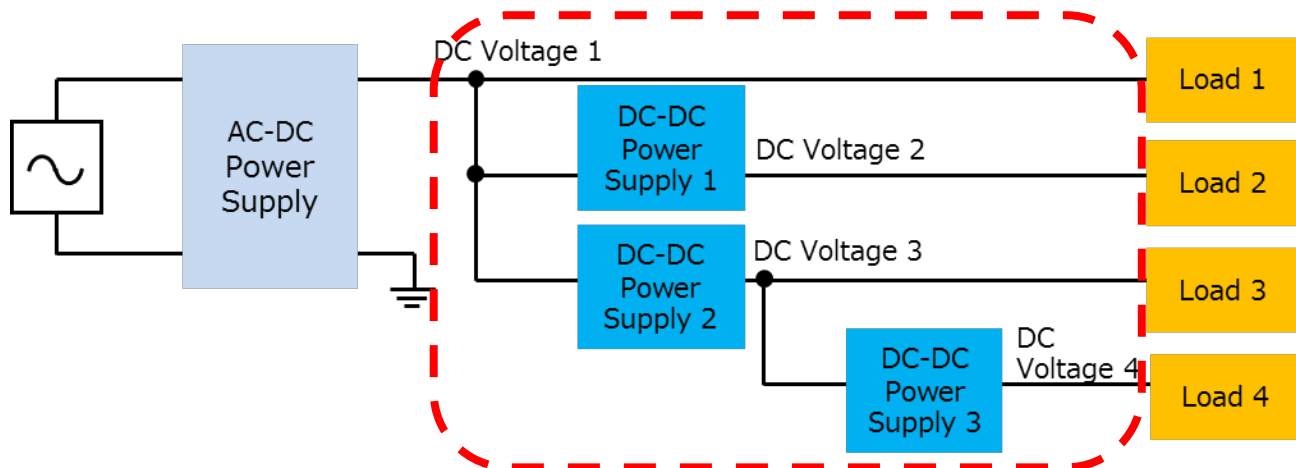 DC Voltage 1
Load 1
AC-DC
Power
Supply
DC-DC
Power
Supply 1
DC Voltage 2
Load 2
DC-DC
Power
Supply 2
DC Voltage 3
Load 3
DC-DC
Power
Supply 3
DC
Voltage 4
Load 4